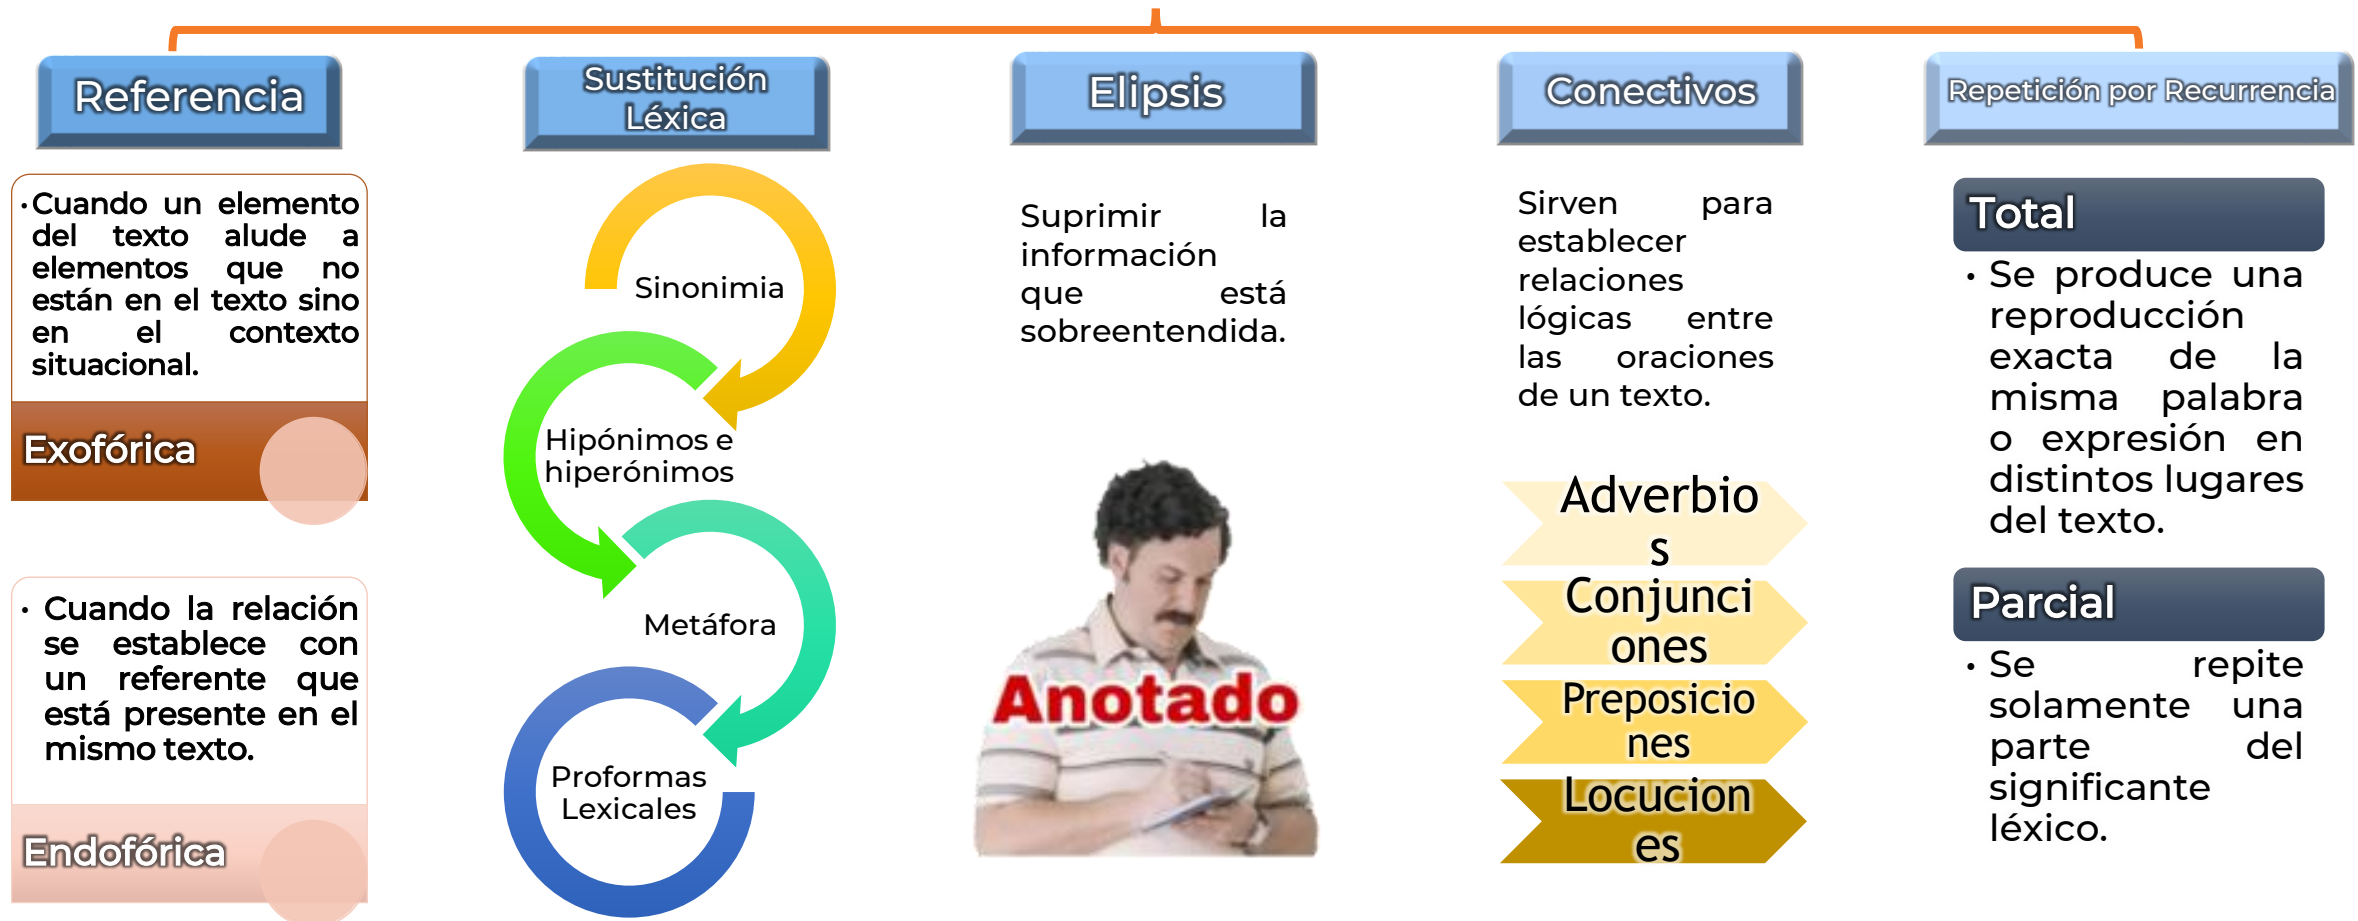 Referencia
· Cuando un elemento
del texto alude a
elementos que no
están en el texto sino
en el contexto
situacional.
Exofórica
· Cuando la relación
se establece con
un referente que
está presente en el
mismo texto.
Endofórica
Sustitución
Léxica
Sinonimia
Hipónimos e
hiperónimos
Metáfora
Proformas
Lexicales
Elipsis
Suprimir la
información
que está
sobreentendida.
Anotado
Conectivos
Sirven para
establecer
relaciones
lógicas entre
las oraciones
de un texto.
Adverbio
s
Conjunci
ones
Preposicio
nes
Locucion
es
Repetición por Recurrencia
Total
· Se produce una
reproducción
exacta de la
misma palabra
o expresión en
distintos lugares
del texto.
Parcial
· Se repite
solamente una
parte del
significante
léxico.